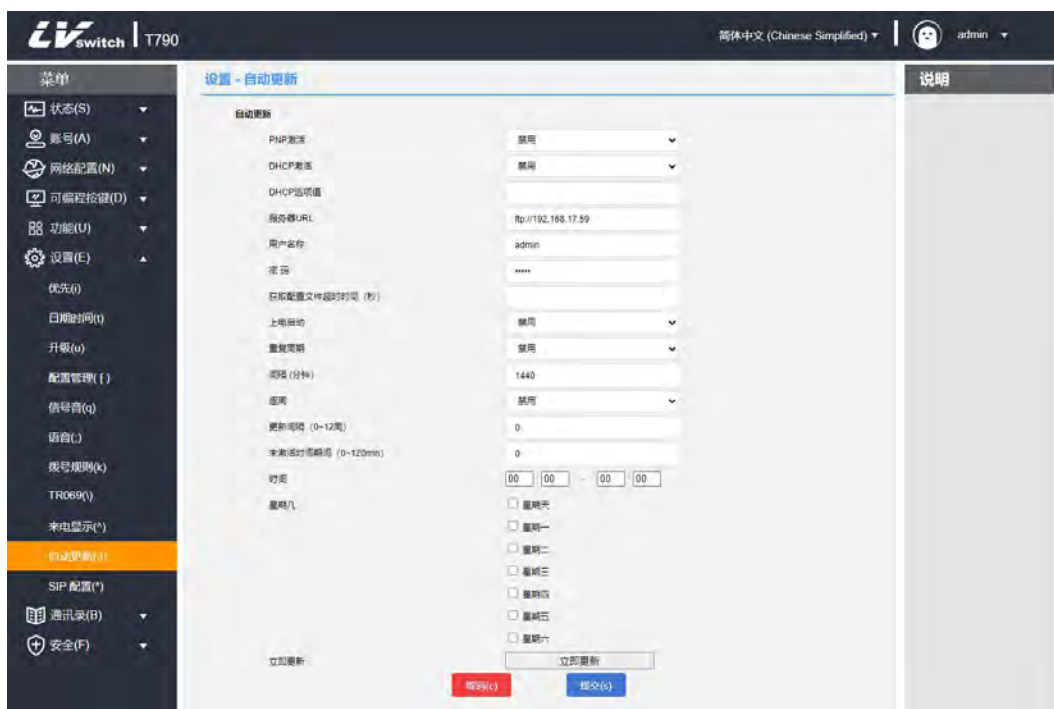 LVswitch T790
简体中文 (Chinese Simplified)
admin
菜单
状态(S)
账号(A)
网络配置(N)
可编程按键(D)
功能(U)
设置(E)
优先(i)
日期时间(t)
升级(u)
配置管理({)
信号音(q)
语音(;)
拨号规则(k)
TR069(\)
来电显示(^)
自动更新
SIP 配置(*)
通讯录(B)
安全(F)
设置 - 自动更新
自动更新
PNP激活 禁用
DHCP激活 禁用
DHCP选项值
服务器URL ftp://192.168.17.59
用户名称 admin
密 码 •••••
获取配置文件超时时间 (秒)
上电启动 禁用
重复周期 禁用
间隔 (分钟) 1440
逐周 禁用
更新间隔 (0~12周) 0
未激活时间期间 (0~120min) 0
时间 00 : 00 - 00 : 00
星期几 星期天
星期一
星期二
星期三
星期四
星期五
星期六
立即更新 立即更新
(c) 提交(s)
说明